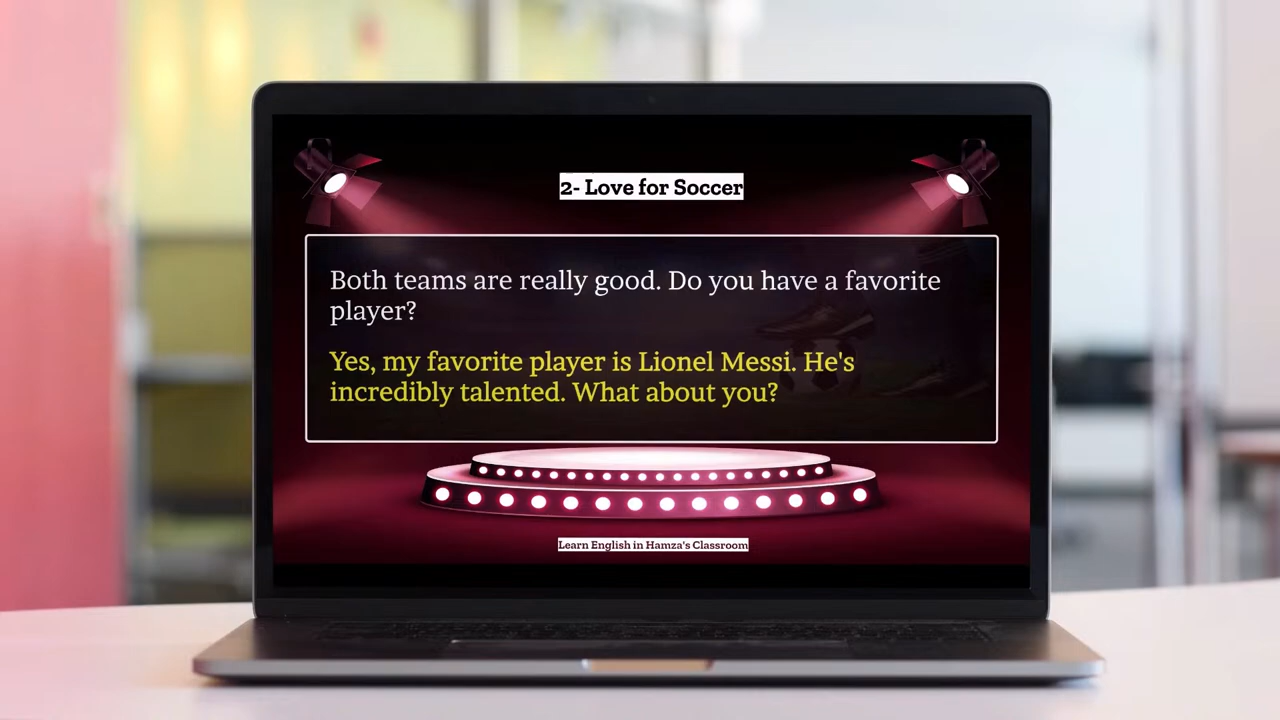 2- Love for Soccer
Both teams are really good. Do you have a favorite
player?
Yes, my favorite player is Lionel Messi. He's
incredibly talented. What about you?
Learn English in Hamza's Classroom